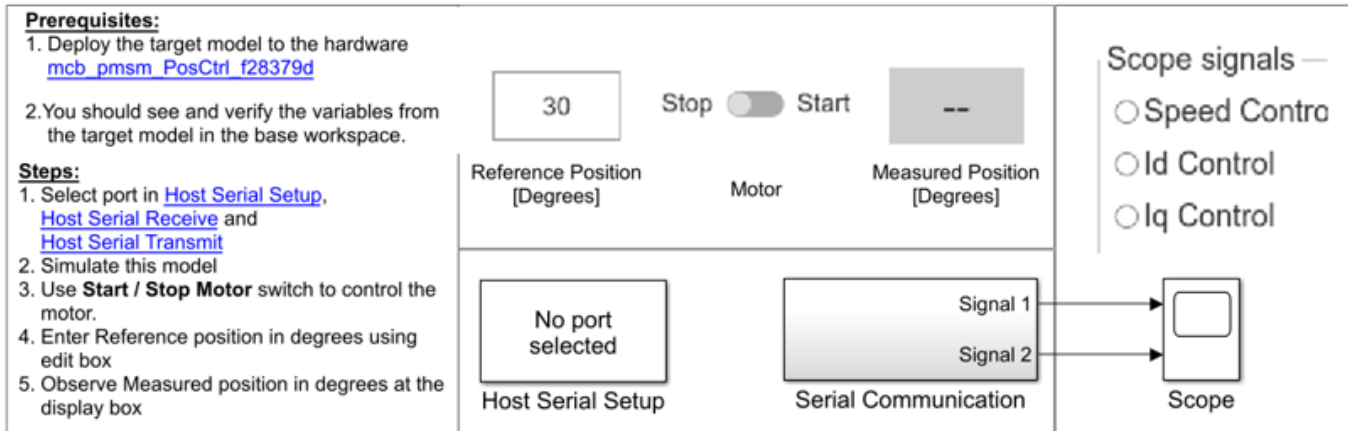 Prerequisites:
1. Deploy the target model to the hardware
mcb_pmsm_PosCtrl_f28379d
2.You should see and verify the variables from
the target model in the base workspace.
Steps:
1. Select port in Host Serial Setup,
Host Serial Receive and
Host Serial Transmit
2. Simulate this model
3. Use Start / Stop Motor switch to control the
motor.
4. Enter Reference position in degrees using
edit box
5. Observe Measured position in degrees at the
display box
30
Reference Position
[Degrees]
Stop Start
Motor
--
Measured Position
[Degrees]
Scope signals
Speed Contro
Id Control
Iq Control
No port
selected
Host Serial Setup
Signal 1
Signal 2
Serial Communication
Scope